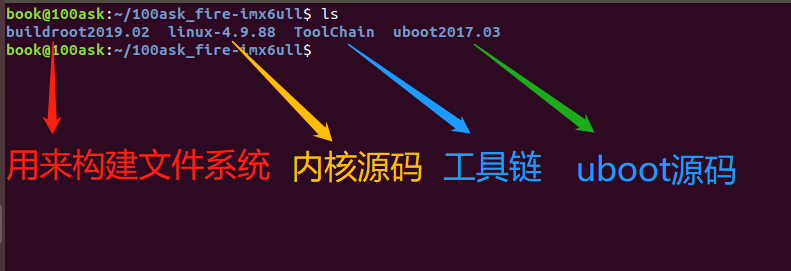 book@100ask:~/100ask_fire-imx6ull$ ls
buildroot2019.02 linux-4.9.88 ToolChain uboot2017.03
book@100ask:~/100ask_fire-imx6ull$
用来构建文件系统 内核源码 工具链 uboot源码